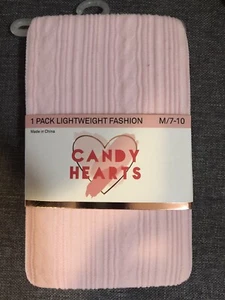 1 PACK LIGHTWEIGHT FASHION M/7-10
Made in China
CANDY
HEARTS